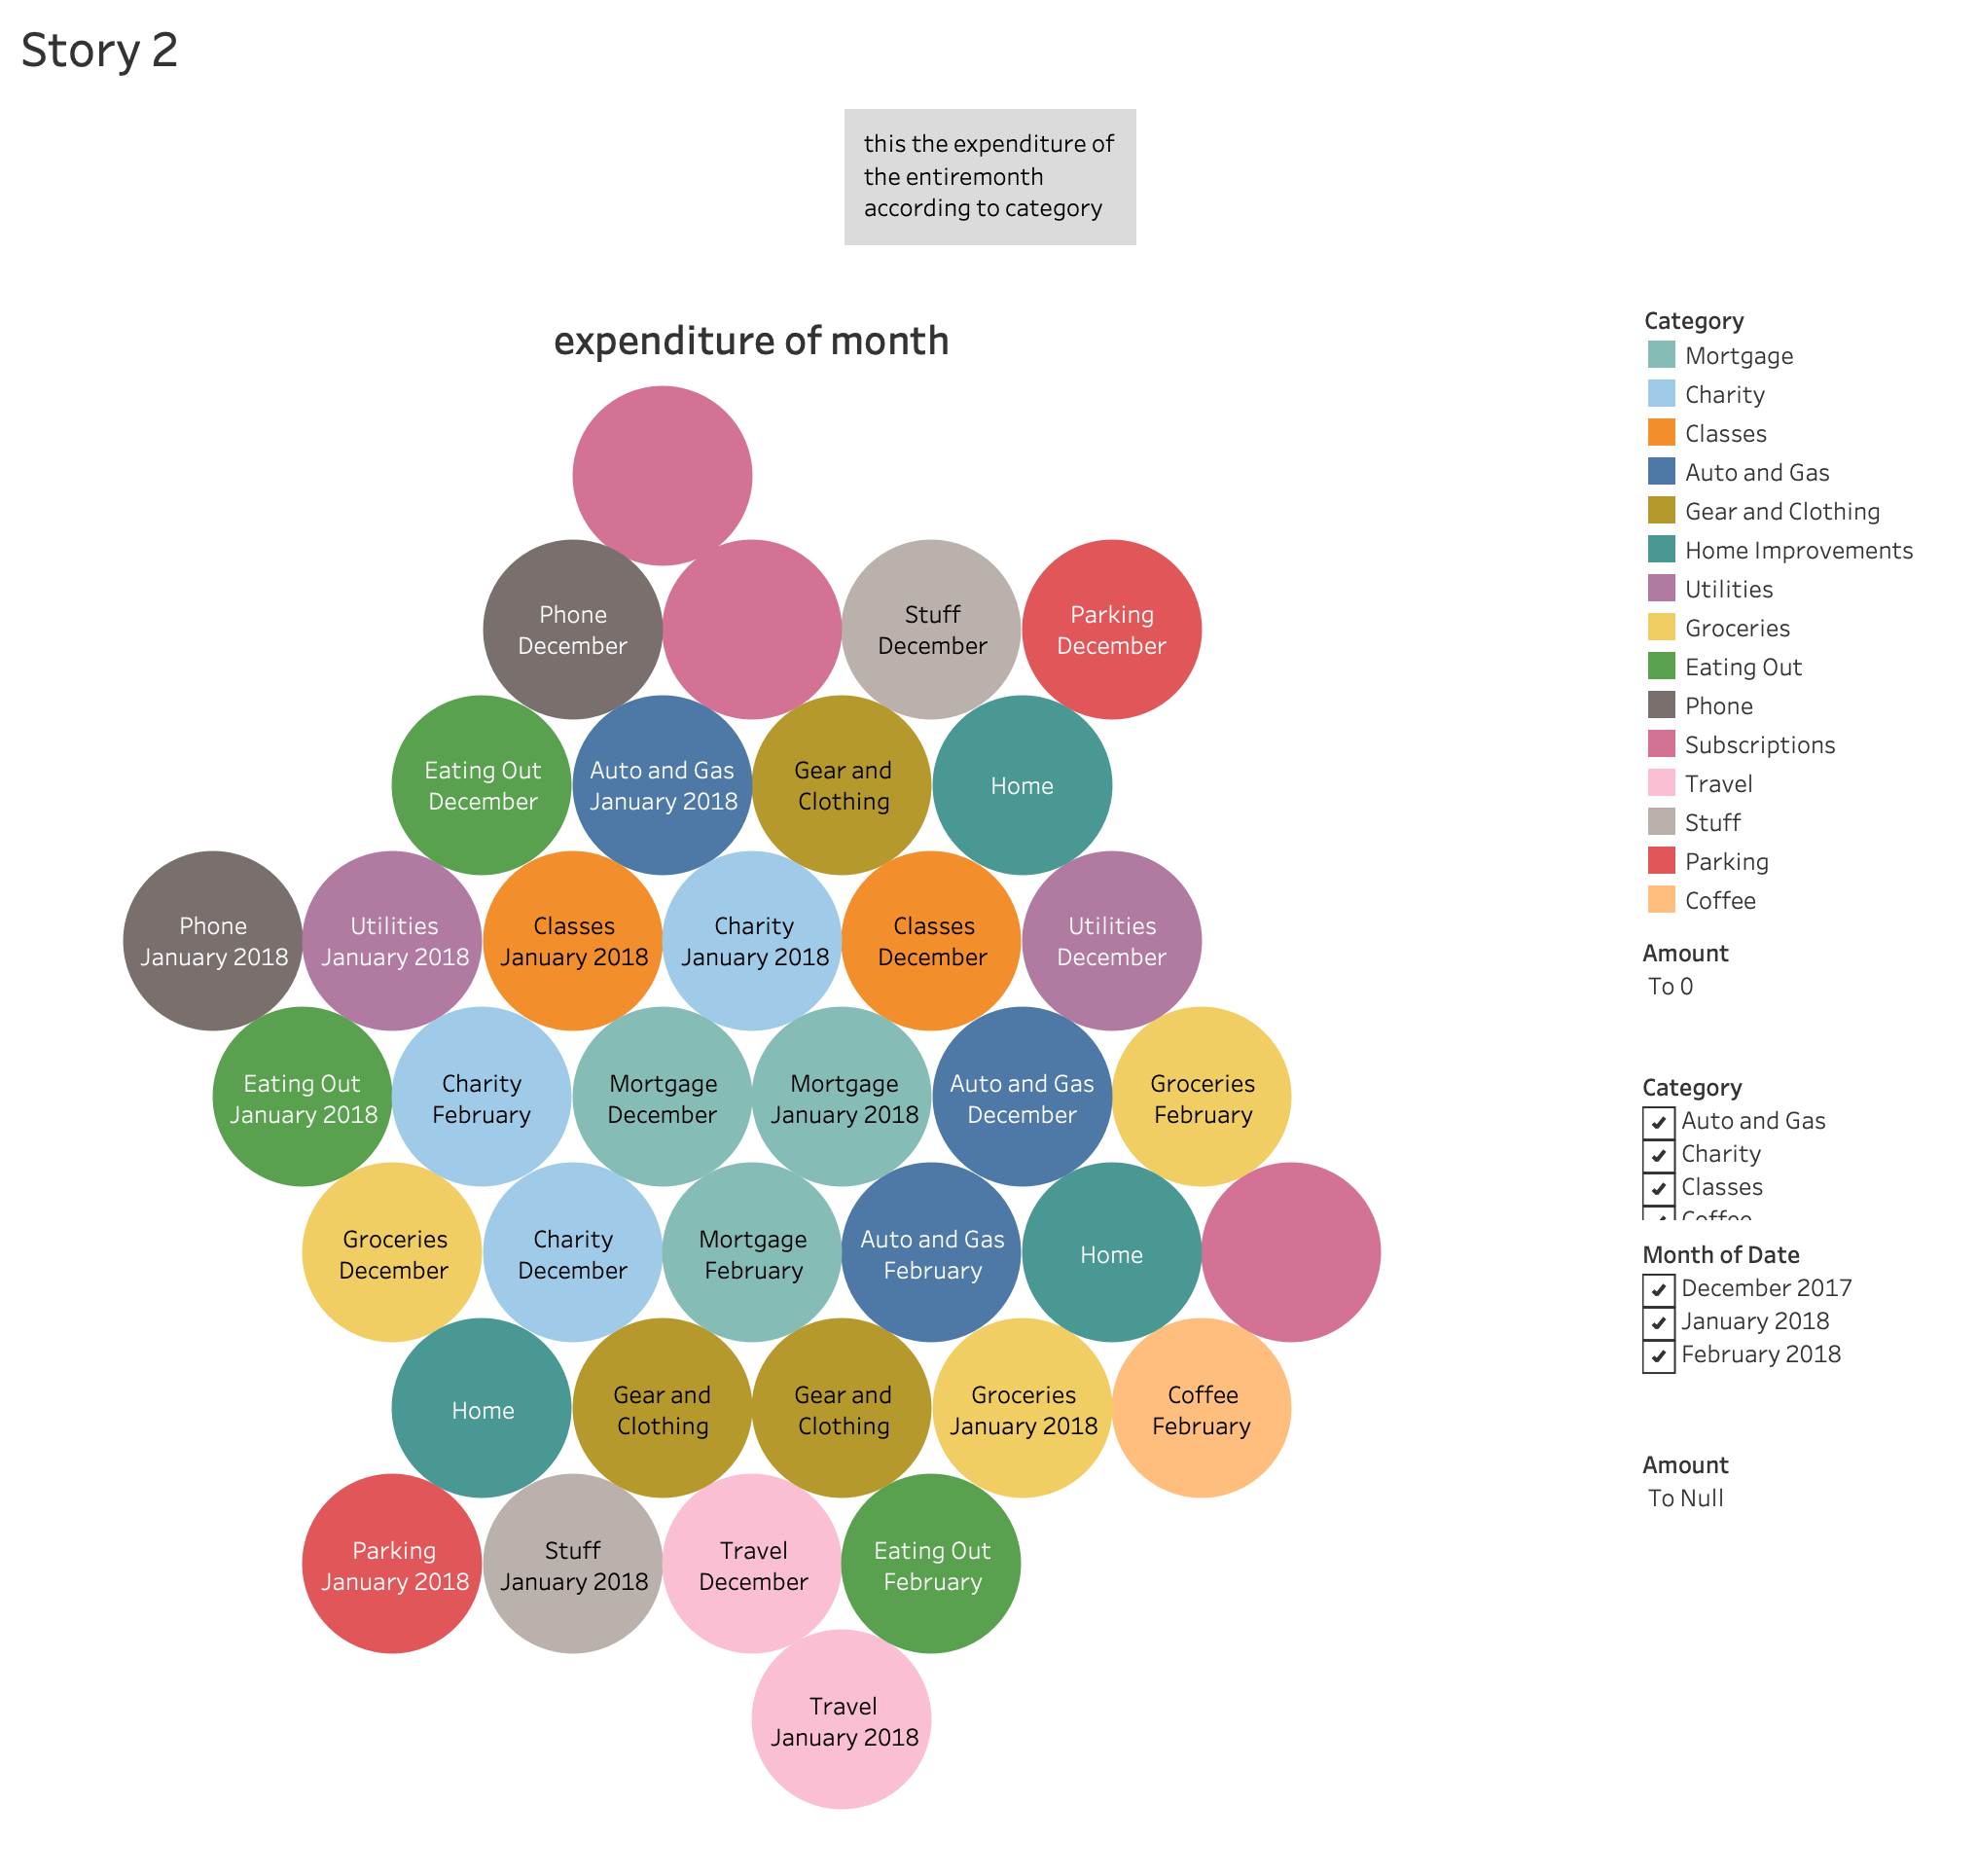 Story 2
this the expenditure of
the entiremonth
according to category
expenditure of month
Phone
December
Stuff
December
Parking
December
Eating Out
December
Auto and Gas
January 2018
Gear and
Clothing
Home
Phone
January 2018
Utilities
January 2018
Classes
January 2018
Charity
January 2018
Classes
December
Utilities
December
Eating Out
January 2018
Charity
February
Mortgage
December
Mortgage
January 2018
Auto and Gas
December
Groceries
February
Groceries
December
Charity
December
Mortgage
February
Auto and Gas
February
Home
Home
Gear and
Clothing
Gear and
Clothing
Groceries
January 2018
Coffee
February
Parking
January 2018
Stuff
January 2018
Travel
December
Eating Out
February
Travel
January 2018
Category
Mortgage
Charity
Classes
Auto and Gas
Gear and Clothing
Home Improvements
Utilities
Groceries
Eating Out
Phone
Subscriptions
Travel
Stuff
Parking
Coffee
Amount
To 0
Category
Auto and Gas
Charity
Classes
Coffee
Month of Date
December 2017
January 2018
February 2018
Amount
To Null